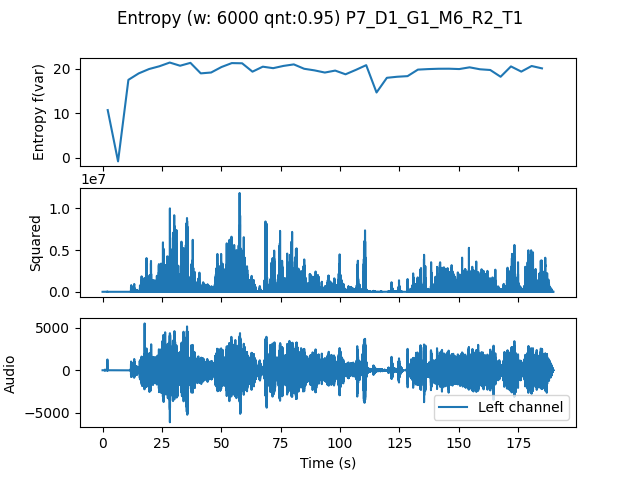 Entropy (w: 6000 qnt:0.95) P7_D1_G1_M6_R2_T1
Entropy f(var)
20
10
0
1e7
Squared
1.0
0.5
0.0
Audio
5000
0
−5000
Left channel
0 25 50 75 100 125 150 175
Time (s)